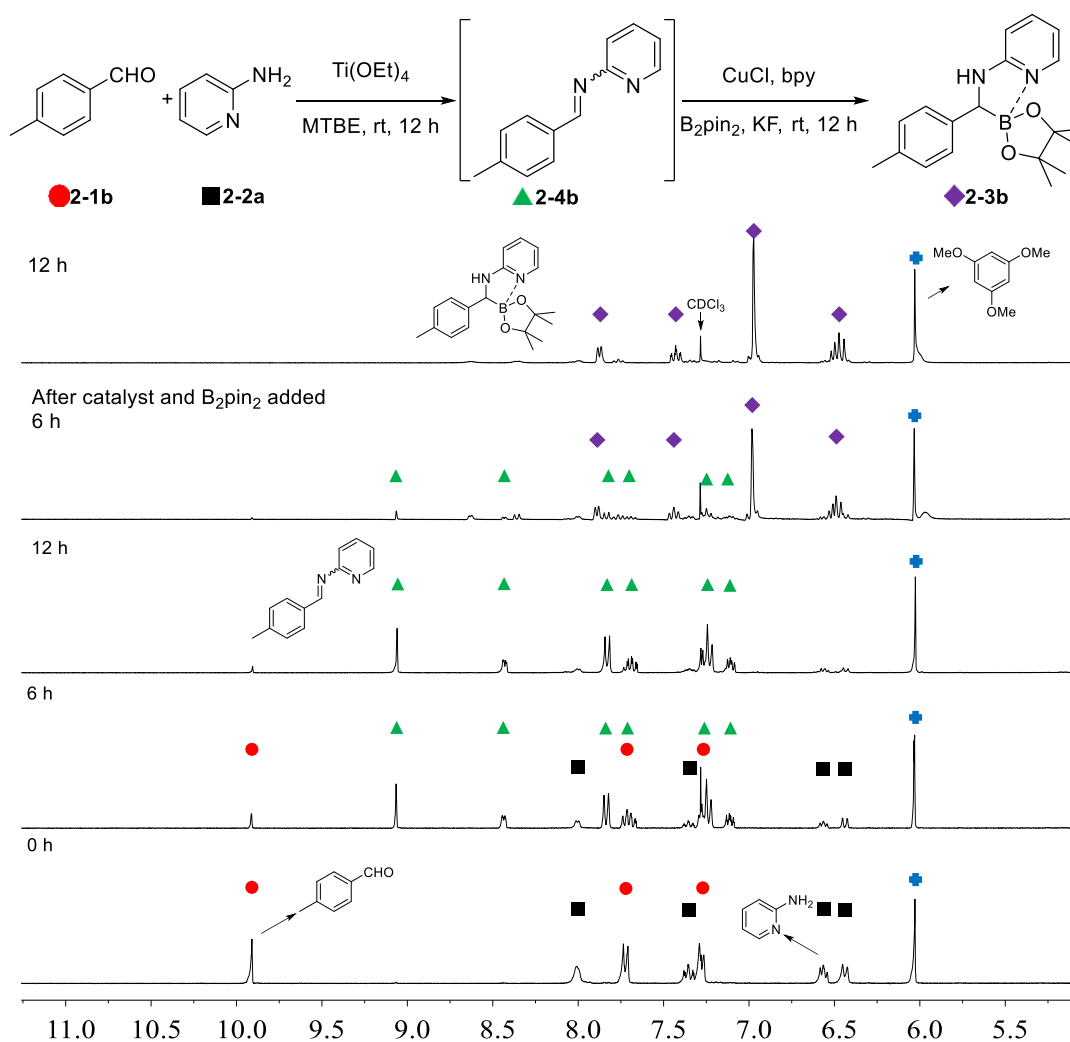 CHO
+
NH2
N
Ti(OEt)4
MTBE, rt, 12 h
N
N
CuCl, bpy
B2pin2, KF, rt, 12 h
HN
N
B
O
O
2-1b
2-2a
2-4b
2-3b
12 h
HN
N
B
O
O
CDCl3
MeO
OMe
OMe
After catalyst and B2pin2 added
6 h
12 h
N
N
6 h
0 h
CHO
NH2
N
11.0 10.5 10.0 9.5 9.0 8.5 8.0 7.5 7.0 6.5 6.0 5.5